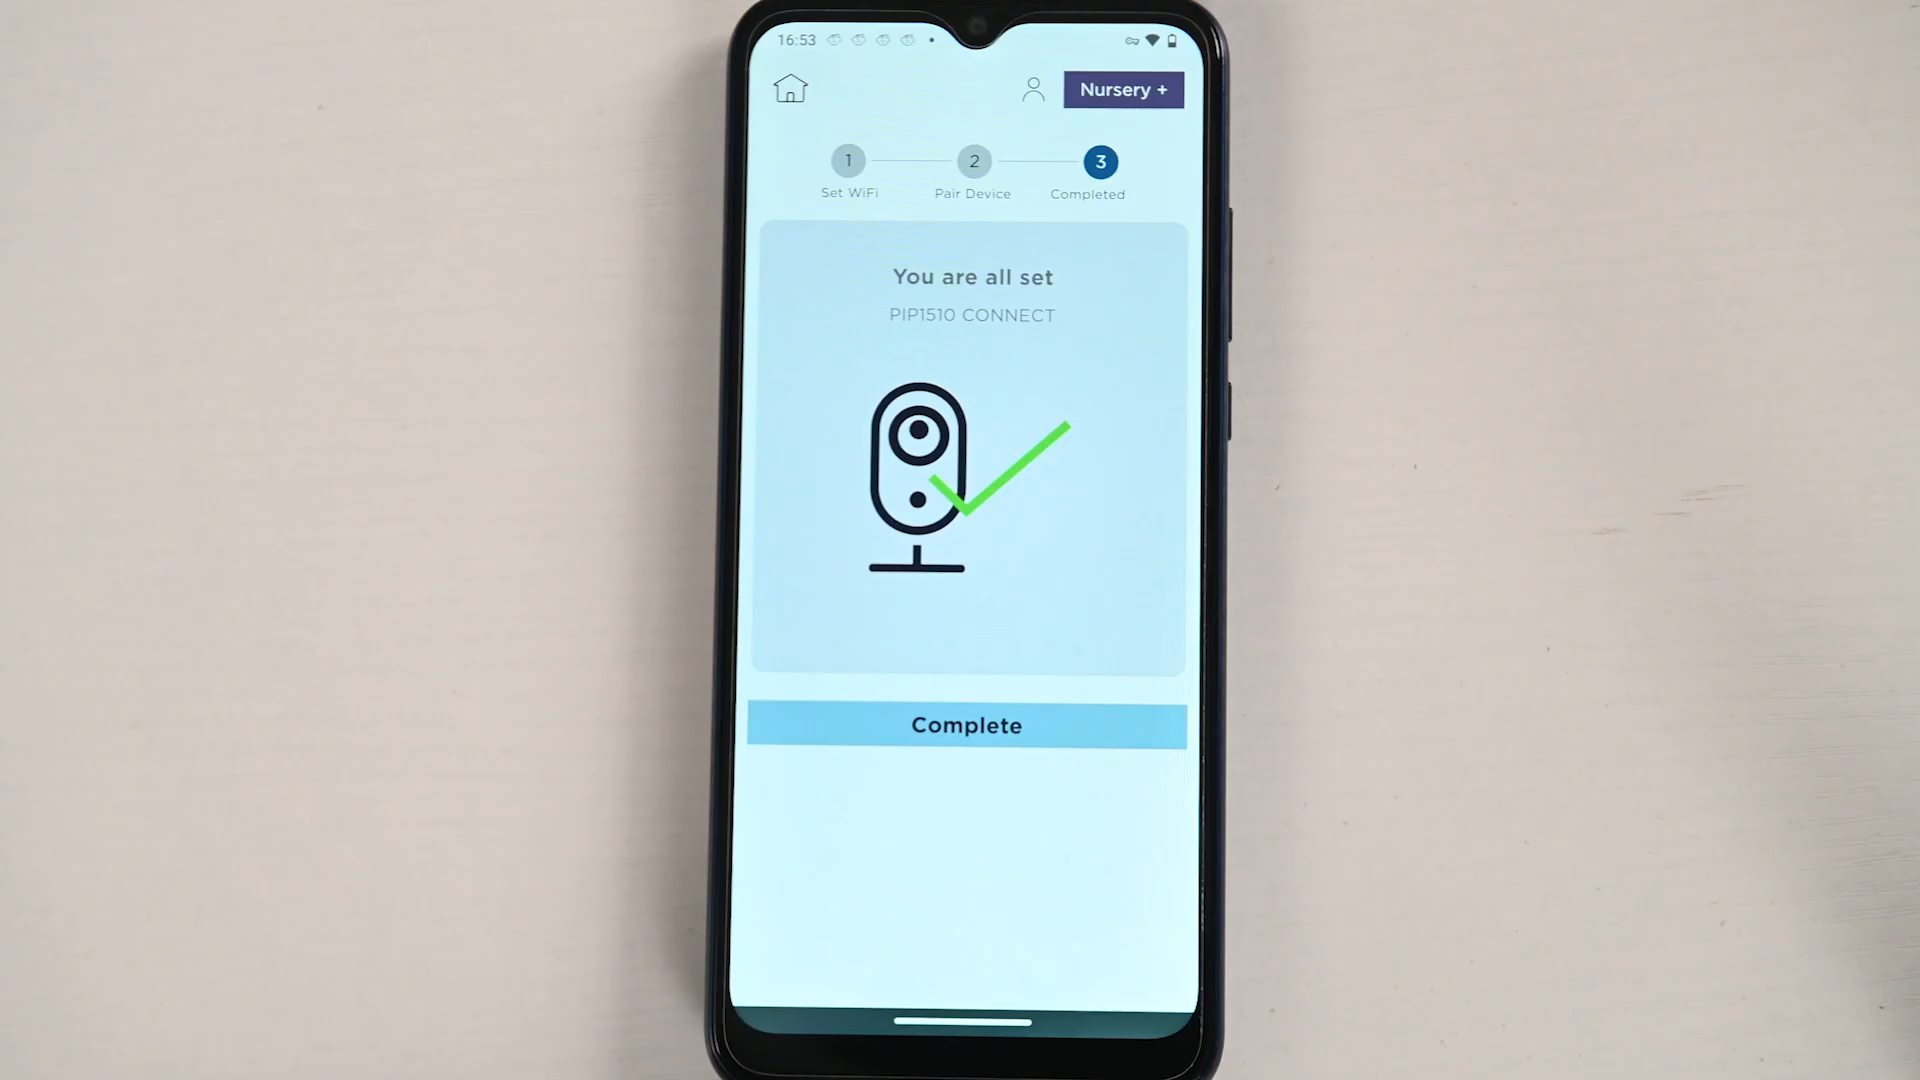 16:53
Nursery +
1
2
3
Set WiFi
Pair Device
Completed
You are all set
PIP1510 CONNECT
Complete